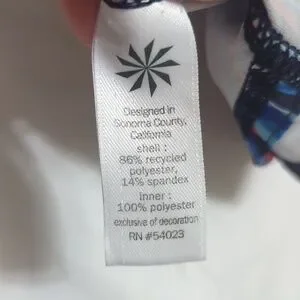 Designed in
Sonoma County,
California
shell :
86% recycled
polyester,
14% spandex
inner :
100% polyester
exclusive of decoration
RN #54023